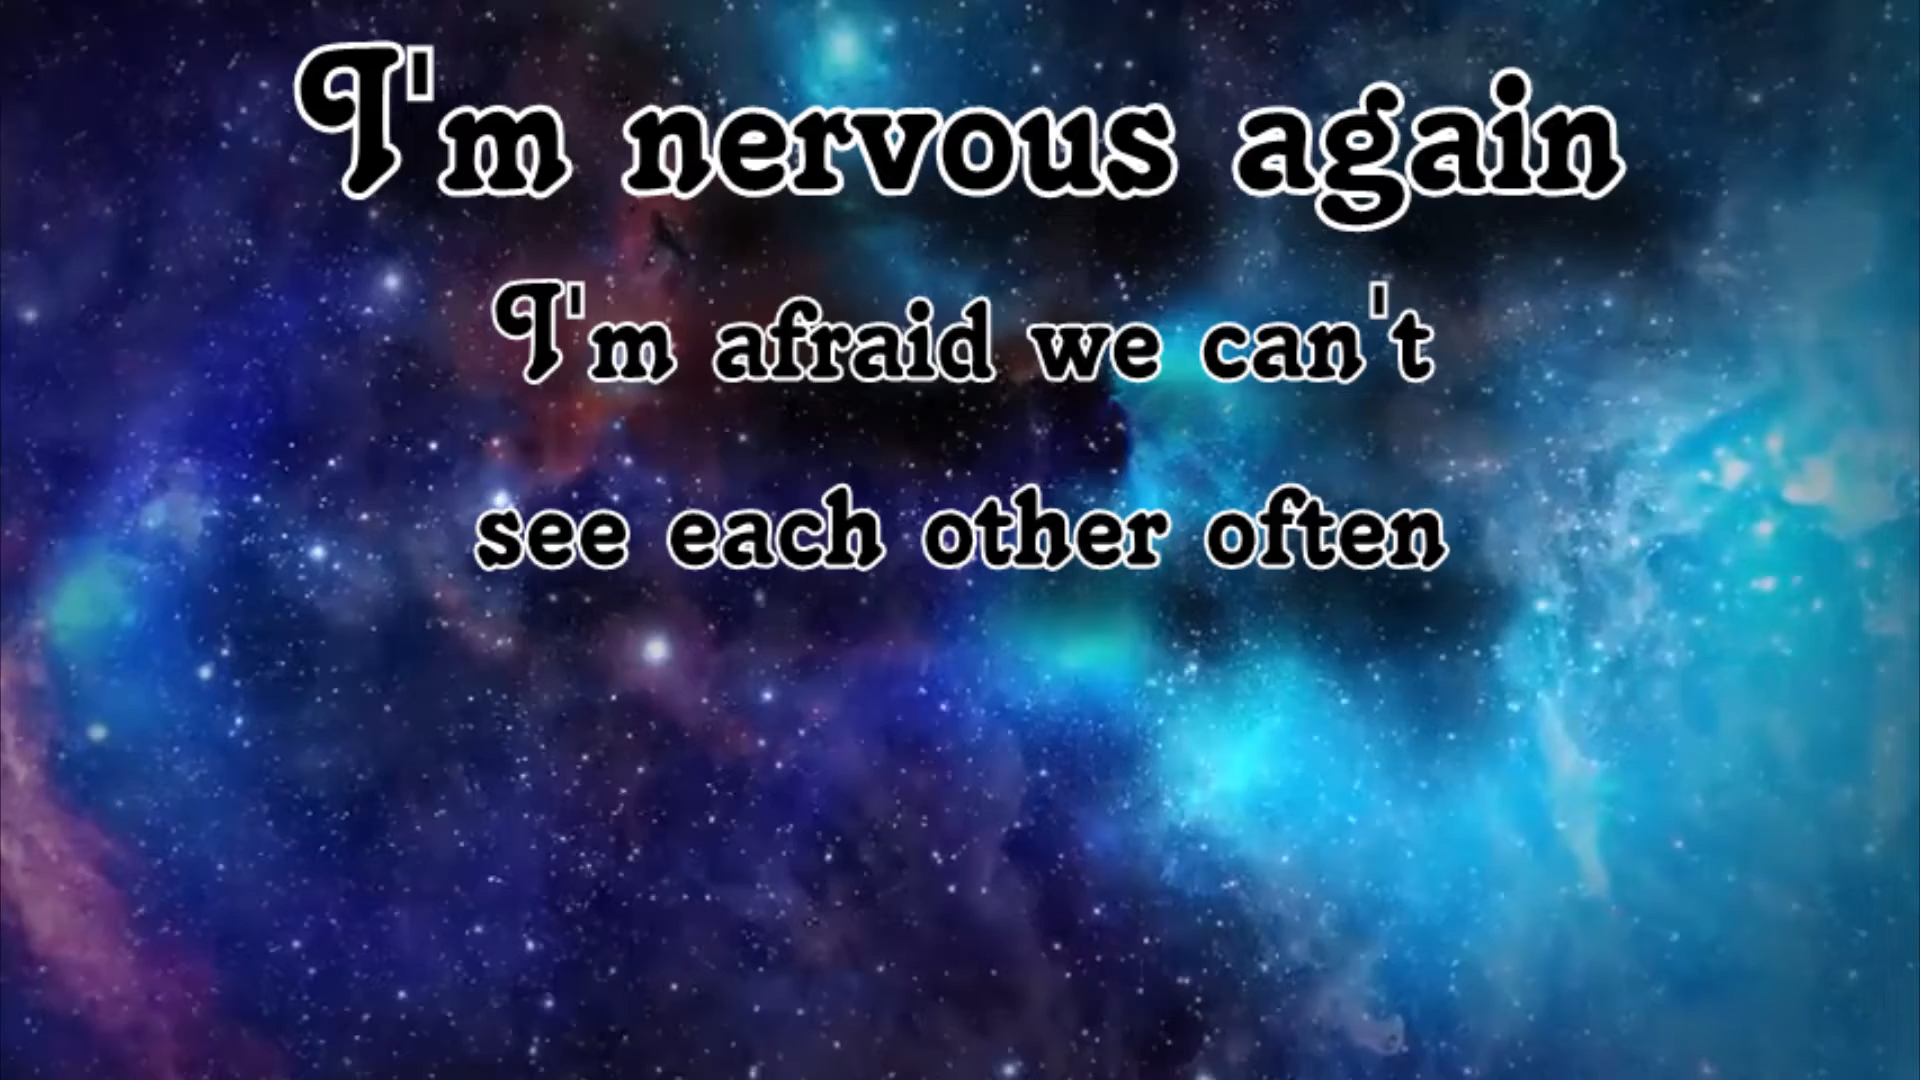 I'm nervous again
I'm afraid we can't
see each other often